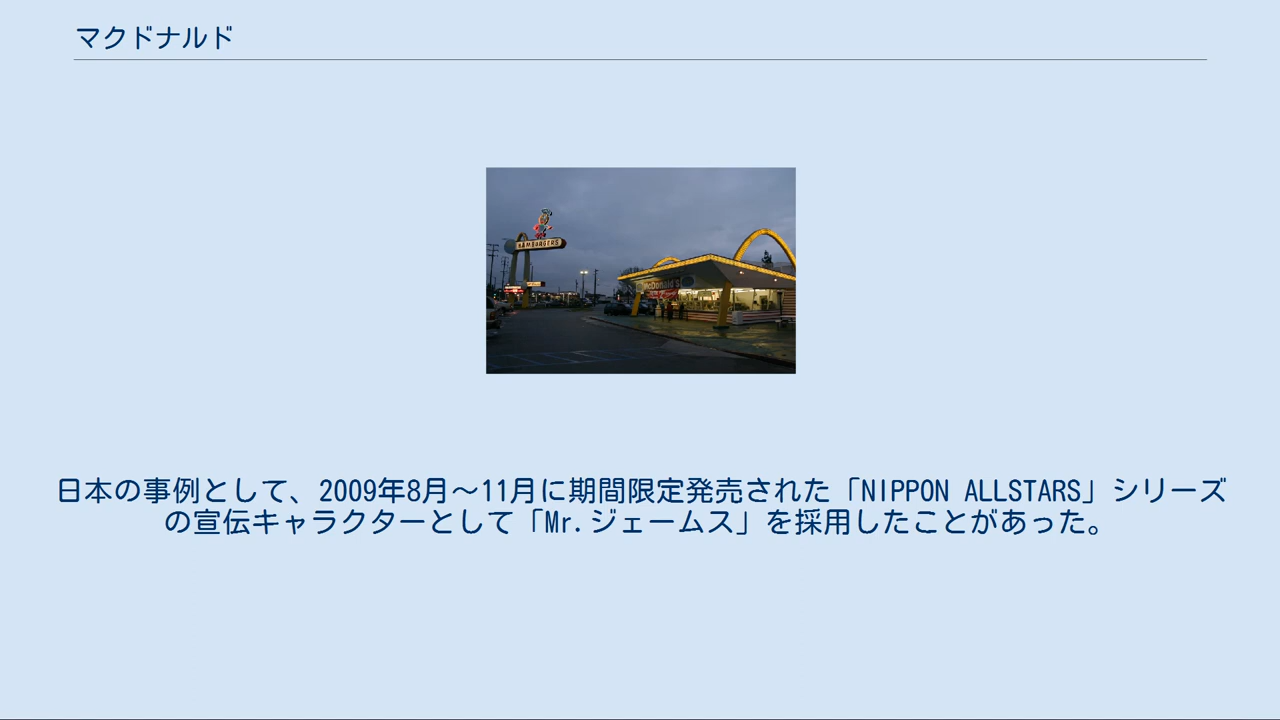 マクドナルド
HAMBURGERS
McDonald's
日本の事例として、2009年8月～11月に期間限定発売された「NIPPON ALLSTARS」シリーズ
の宣伝キャラクターとして「Mr.ジェームス」を採用したことがあった。